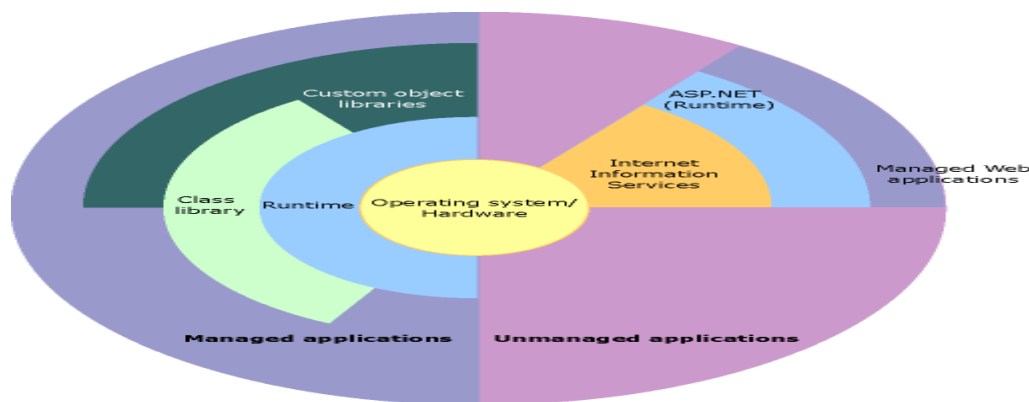 Custom object
libraries
ASP.NET
(Runtime)
Internet
Information
Services
Managed Web
applications
Class
library
Runtime
Operating system/
Hardware
Managed applications
Unmanaged applications